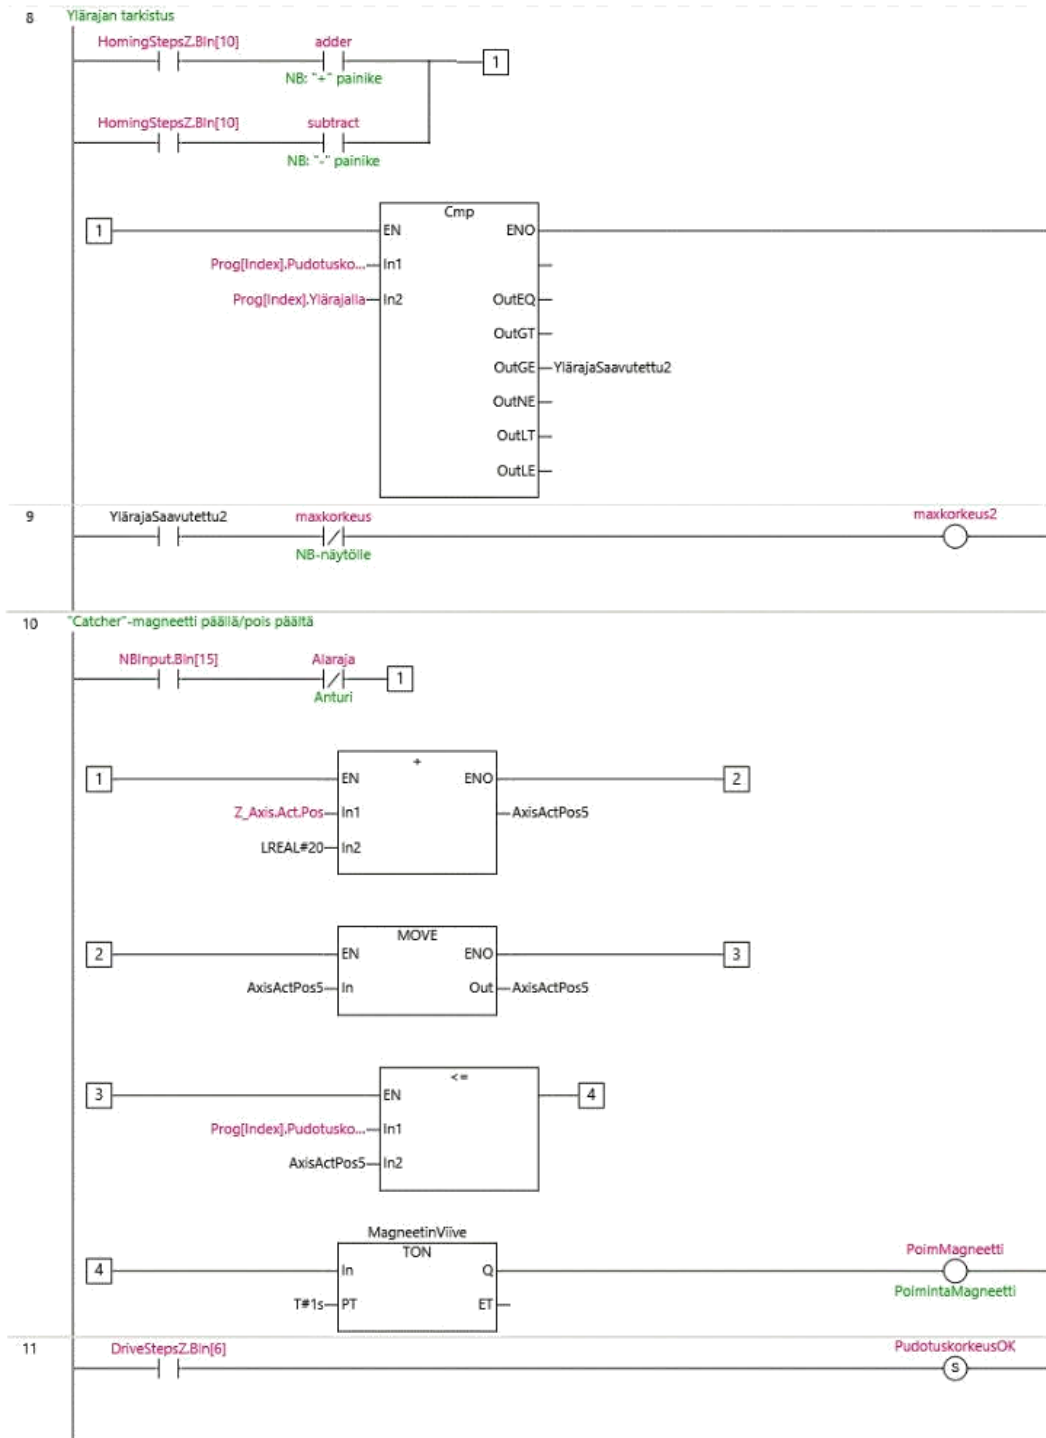 8 Ylärajan tarkistus
HomingStepsZ.BIn[10] adder
1
NB: "+" painike
HomingStepsZ.BIn[10] subtract
NB: "-" painike
Cmp
1 EN ENO
Prog[Index].Pudotusko... In1
Prog[Index].Ylärajalla In2 OutEQ
OutGT
OutGE YlärajaSaavutettu2
OutNE
OutLT
OutLE
9 YlärajaSaavutettu2 maxkorkeus maxkorkeus2
NB-näytölle
10 "Catcher"-magneetti päällä/pois päältä
NBInput.BIn[15] Alaraja
1
Anturi
+
1 EN ENO 2
Z_Axis.Act.Pos In1 AxisActPos5
LREAL#20 In2
MOVE
2 EN ENO 3
AxisActPos5 In Out AxisActPos5
<=
3 EN 4
Prog[Index].Pudotusko... In1
AxisActPos5 In2
MagneetinViive
TON PoimMagneetti
4 In Q
PoimintaMagneetti
T#1s PT ET
11 DriveStepsZ.BIn[6] PudotuskorkeusOK
S